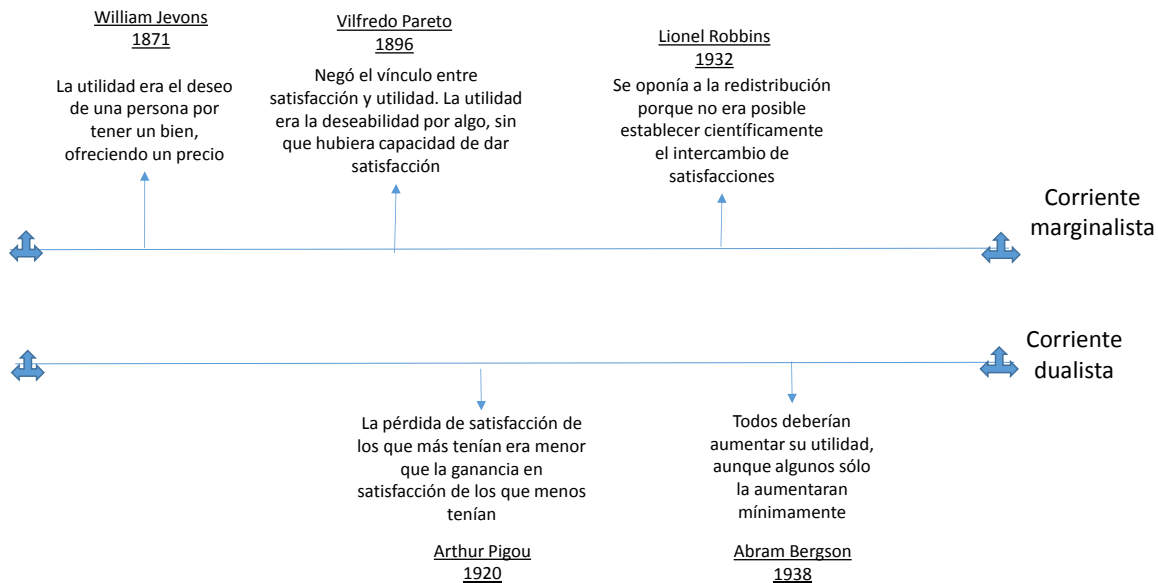 William Jevons
1871
La utilidad era el deseo
de una persona por
tener un bien,
ofreciendo un precio
Vilfredo Pareto
1896
Negó el vínculo entre
satisfacción y utilidad. La utilidad
era la deseabilidad por algo, sin
que hubiera capacidad de dar
satisfacción
Lionel Robbins
1932
Se oponía a la redistribución
porque no era posible
establecer científicamente
el intercambio de
satisfacciones
Corriente
marginalista
Corriente
dualista
La pérdida de satisfacción de
los que más tenían era menor
que la ganancia en
satisfacción de los que menos
tenían
Arthur Pigou
1920
Todos deberían
aumentar su utilidad,
aunque algunos sólo
la aumentaran
mínimamente
Abram Bergson
1938